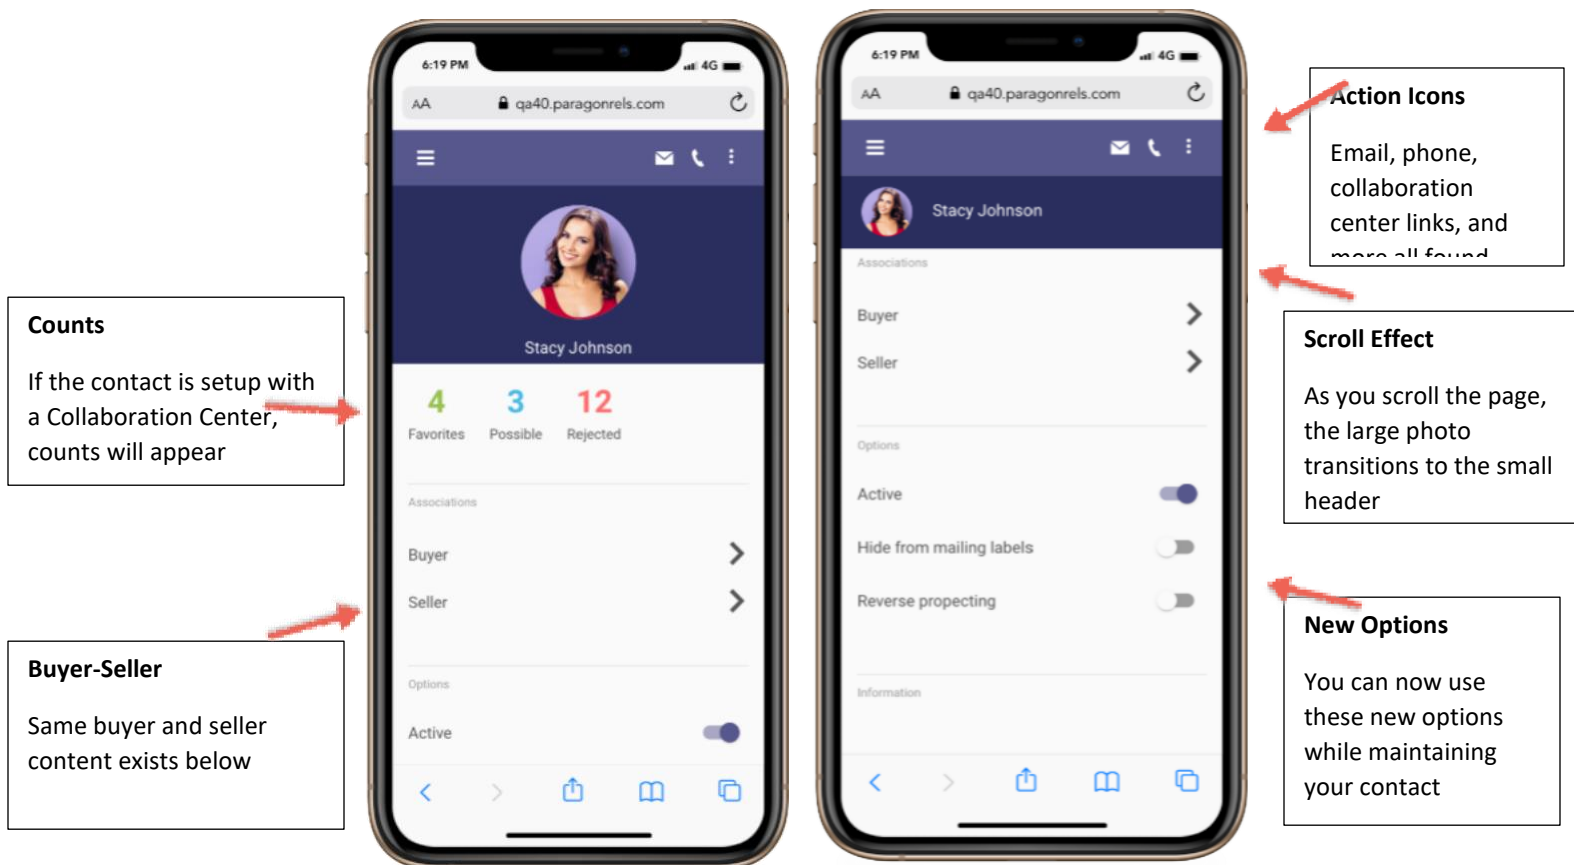 Counts
If the contact is setup with
a Collaboration Center,
counts will appear
Buyer-Seller
Same buyer and seller
content exists below
6:19 PM
4G
AA
qa40.paragonrels.com
Stacy Johnson
4 3 12
Favorites Possible Rejected
Associations
Buyer
Seller
Options
Active
6:19 PM
4G
AA
qa40.paragonrels.com
Stacy Johnson
Associations
Buyer
Seller
Options
Active
Hide from mailing labels
Reverse propecting
Information
Action Icons
Email, phone,
collaboration
center links, and
more all found
Scroll Effect
As you scroll the page,
the large photo
transitions to the small
header
New Options
You can now use
these new options
while maintaining
your contact